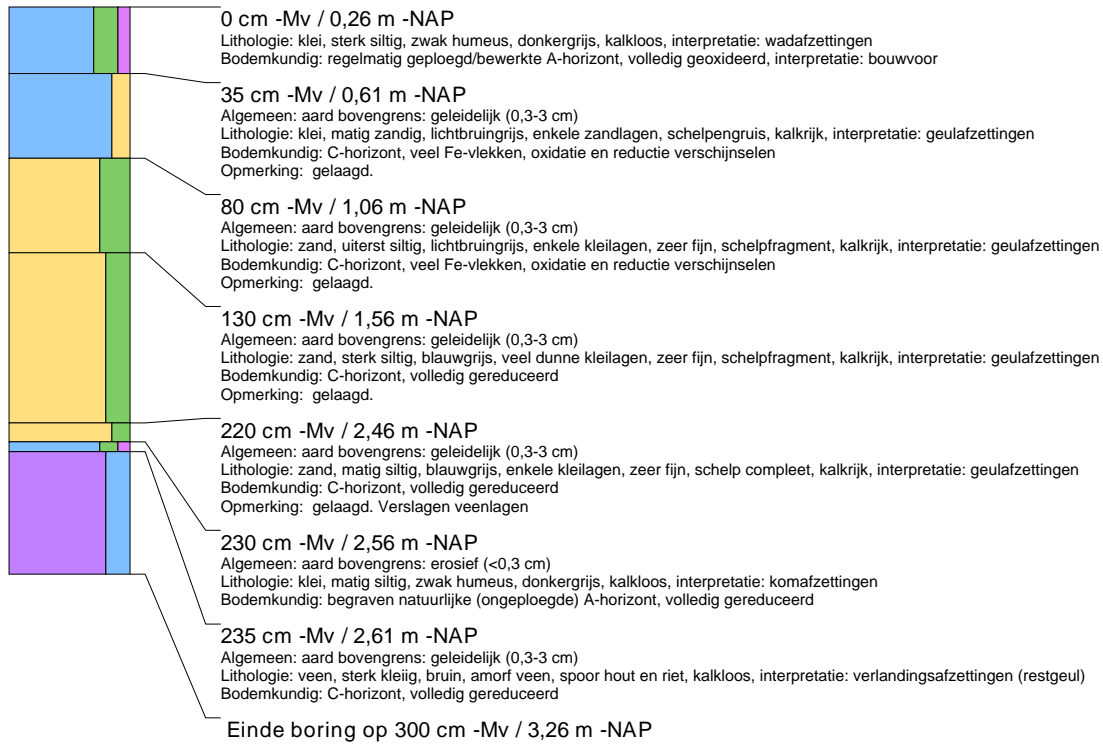 0 cm -Mv / 0,26 m -NAP
Lithologie: klei, sterk siltig, zwak humeus, donkergrijs, kalkloos, interpretatie: wadafzettingen
Bodemkundig: regelmatig geploegd/bewerkte A-horizont, volledig geoxideerd, interpretatie: bouwvoor
35 cm -Mv / 0,61 m -NAP
Algemeen: aard bovengrens: geleidelijk (0,3-3 cm)
Lithologie: klei, matig zandig, lichtbruingrijs, enkele zandlagen, schelpengruis, kalkrijk, interpretatie: geulafzettingen
Bodemkundig: C-horizont, veel Fe-vlekken, oxidatie en reductie verschijnselen
Opmerking: gelaagd.
80 cm -Mv / 1,06 m -NAP
Algemeen: aard bovengrens: geleidelijk (0,3-3 cm)
Lithologie: zand, uiterst siltig, lichtbruingrijs, enkele kleilagen, zeer fijn, schelpfragment, kalkrijk, interpretatie: geulafzettingen
Bodemkundig: C-horizont, veel Fe-vlekken, oxidatie en reductie verschijnselen
Opmerking: gelaagd.
130 cm -Mv / 1,56 m -NAP
Algemeen: aard bovengrens: geleidelijk (0,3-3 cm)
Lithologie: zand, sterk siltig, blauwgrijs, veel dunne kleilagen, zeer fijn, schelpfragment, kalkrijk, interpretatie: geulafzettingen
Bodemkundig: C-horizont, volledig gereduceerd
Opmerking: gelaagd.
220 cm -Mv / 2,46 m -NAP
Algemeen: aard bovengrens: geleidelijk (0,3-3 cm)
Lithologie: zand, matig siltig, blauwgrijs, enkele kleilagen, zeer fijn, schelp compleet, kalkrijk, interpretatie: geulafzettingen
Bodemkundig: C-horizont, volledig gereduceerd
Opmerking: gelaagd. Verslagen veenlagen
230 cm -Mv / 2,56 m -NAP
Algemeen: aard bovengrens: erosief (<0,3 cm)
Lithologie: klei, matig siltig, zwak humeus, donkergrijs, kalkloos, interpretatie: komafzettingen
Bodemkundig: begraven natuurlijke (ongeploegde) A-horizont, volledig gereduceerd
235 cm -Mv / 2,61 m -NAP
Algemeen: aard bovengrens: geleidelijk (0,3-3 cm)
Lithologie: veen, sterk kleiig, bruin, amorf veen, spoor hout en riet, kalkloos, interpretatie: verlandingsafzettingen (restgeul)
Bodemkundig: C-horizont, volledig gereduceerd
Einde boring op 300 cm -Mv / 3,26 m -NAP